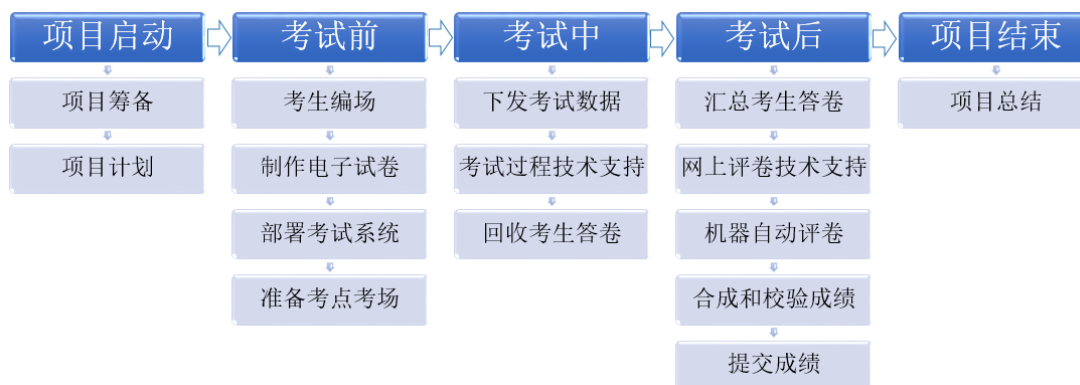 项目启动
项目筹备
项目计划
考试前
考生编场
制作电子试卷
部署考试系统
准备考点考场
考试中
下发考试数据
考试过程技术支持
回收考生答卷
考试后
汇总考生答卷
网上评卷技术支持
机器自动评卷
合成和校验成绩
提交成绩
项目结束
项目总结